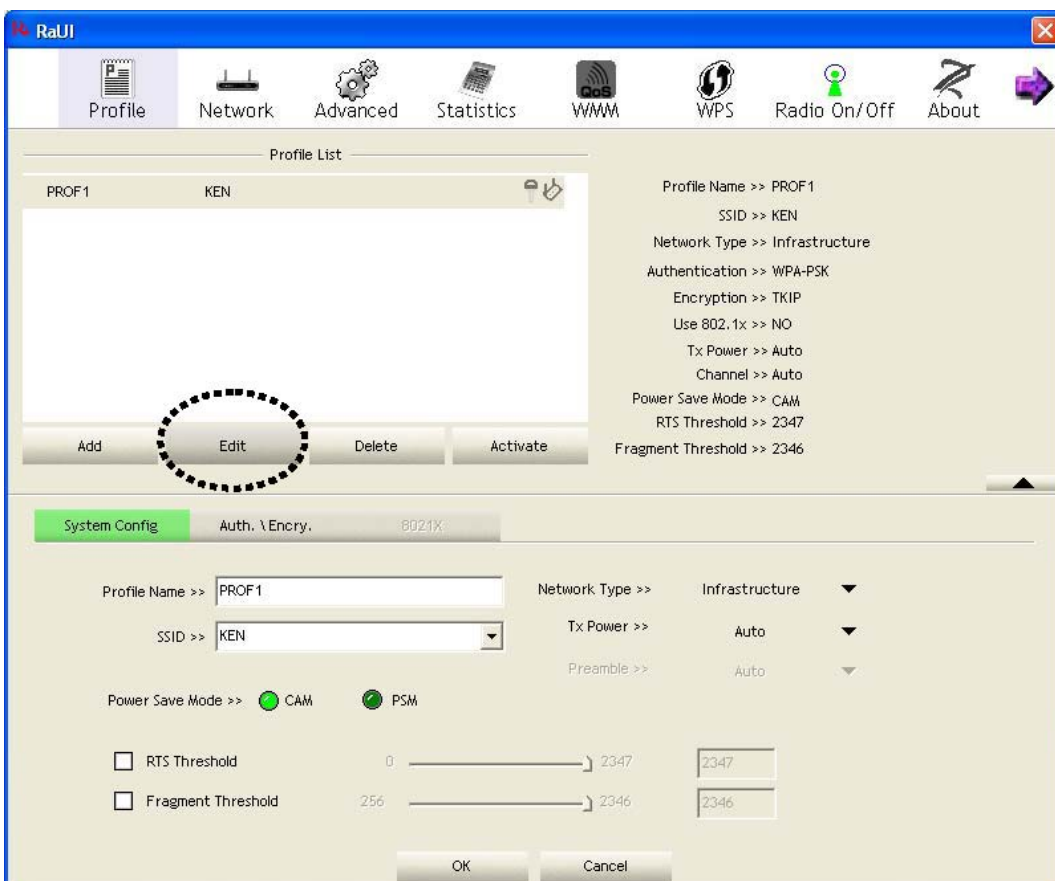 RaUI
Profile Network Advanced Statistics QoS WMM WPS Radio On/Off About
Profile List
PROF1 KEN
Add Edit Delete Activate
Profile Name >> PROF1
SSID >> KEN
Network Type >> Infrastructure
Authentication >> WPA-PSK
Encryption >> TKIP
Use 802.1x >> NO
Tx Power >> Auto
Channel >> Auto
Power Save Mode >> CAM
RTS Threshold >> 2347
Fragment Threshold >> 2346
System Config Auth. \ Encry. 8021X
Profile Name >> PROF1
SSID >> KEN
Network Type >> Infrastructure
Tx Power >> Auto
Preamble >> Auto
Power Save Mode >> CAM PSM
RTS Threshold 0 2347 2347
Fragment Threshold 256 2346 2346
OK Cancel